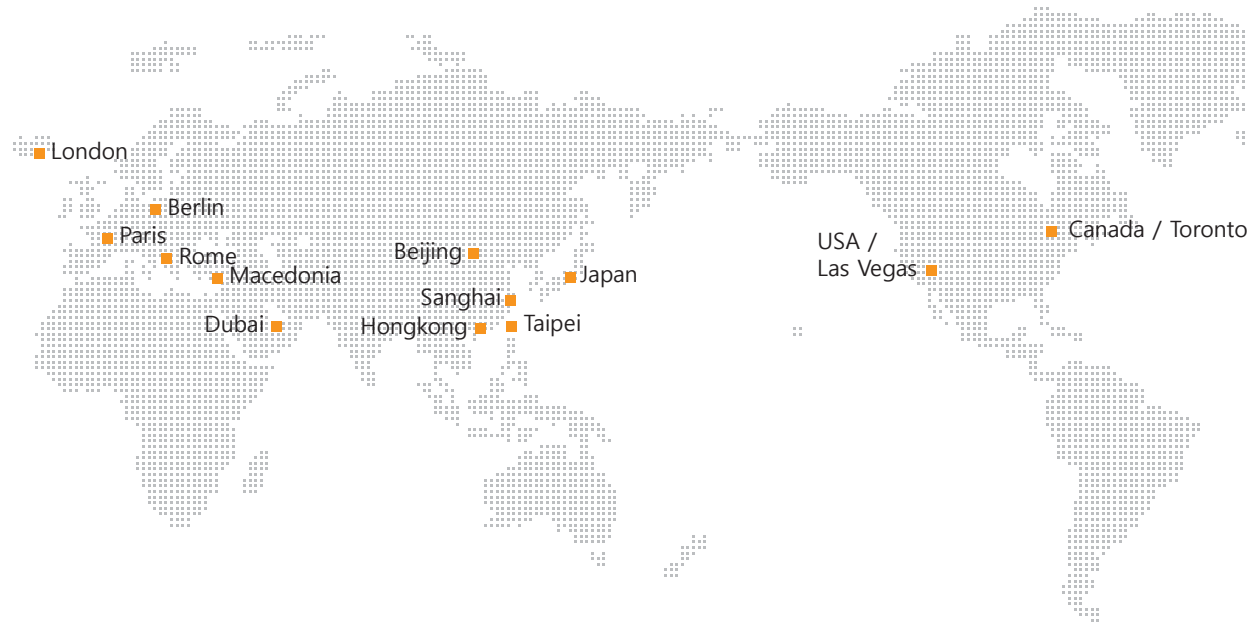 London
Berlin
Paris
Rome
Macedonia
Dubai
Beijing
Sanghai
Hongkong
Taipei
Japan
USA /
Las Vegas
Canada / Toronto